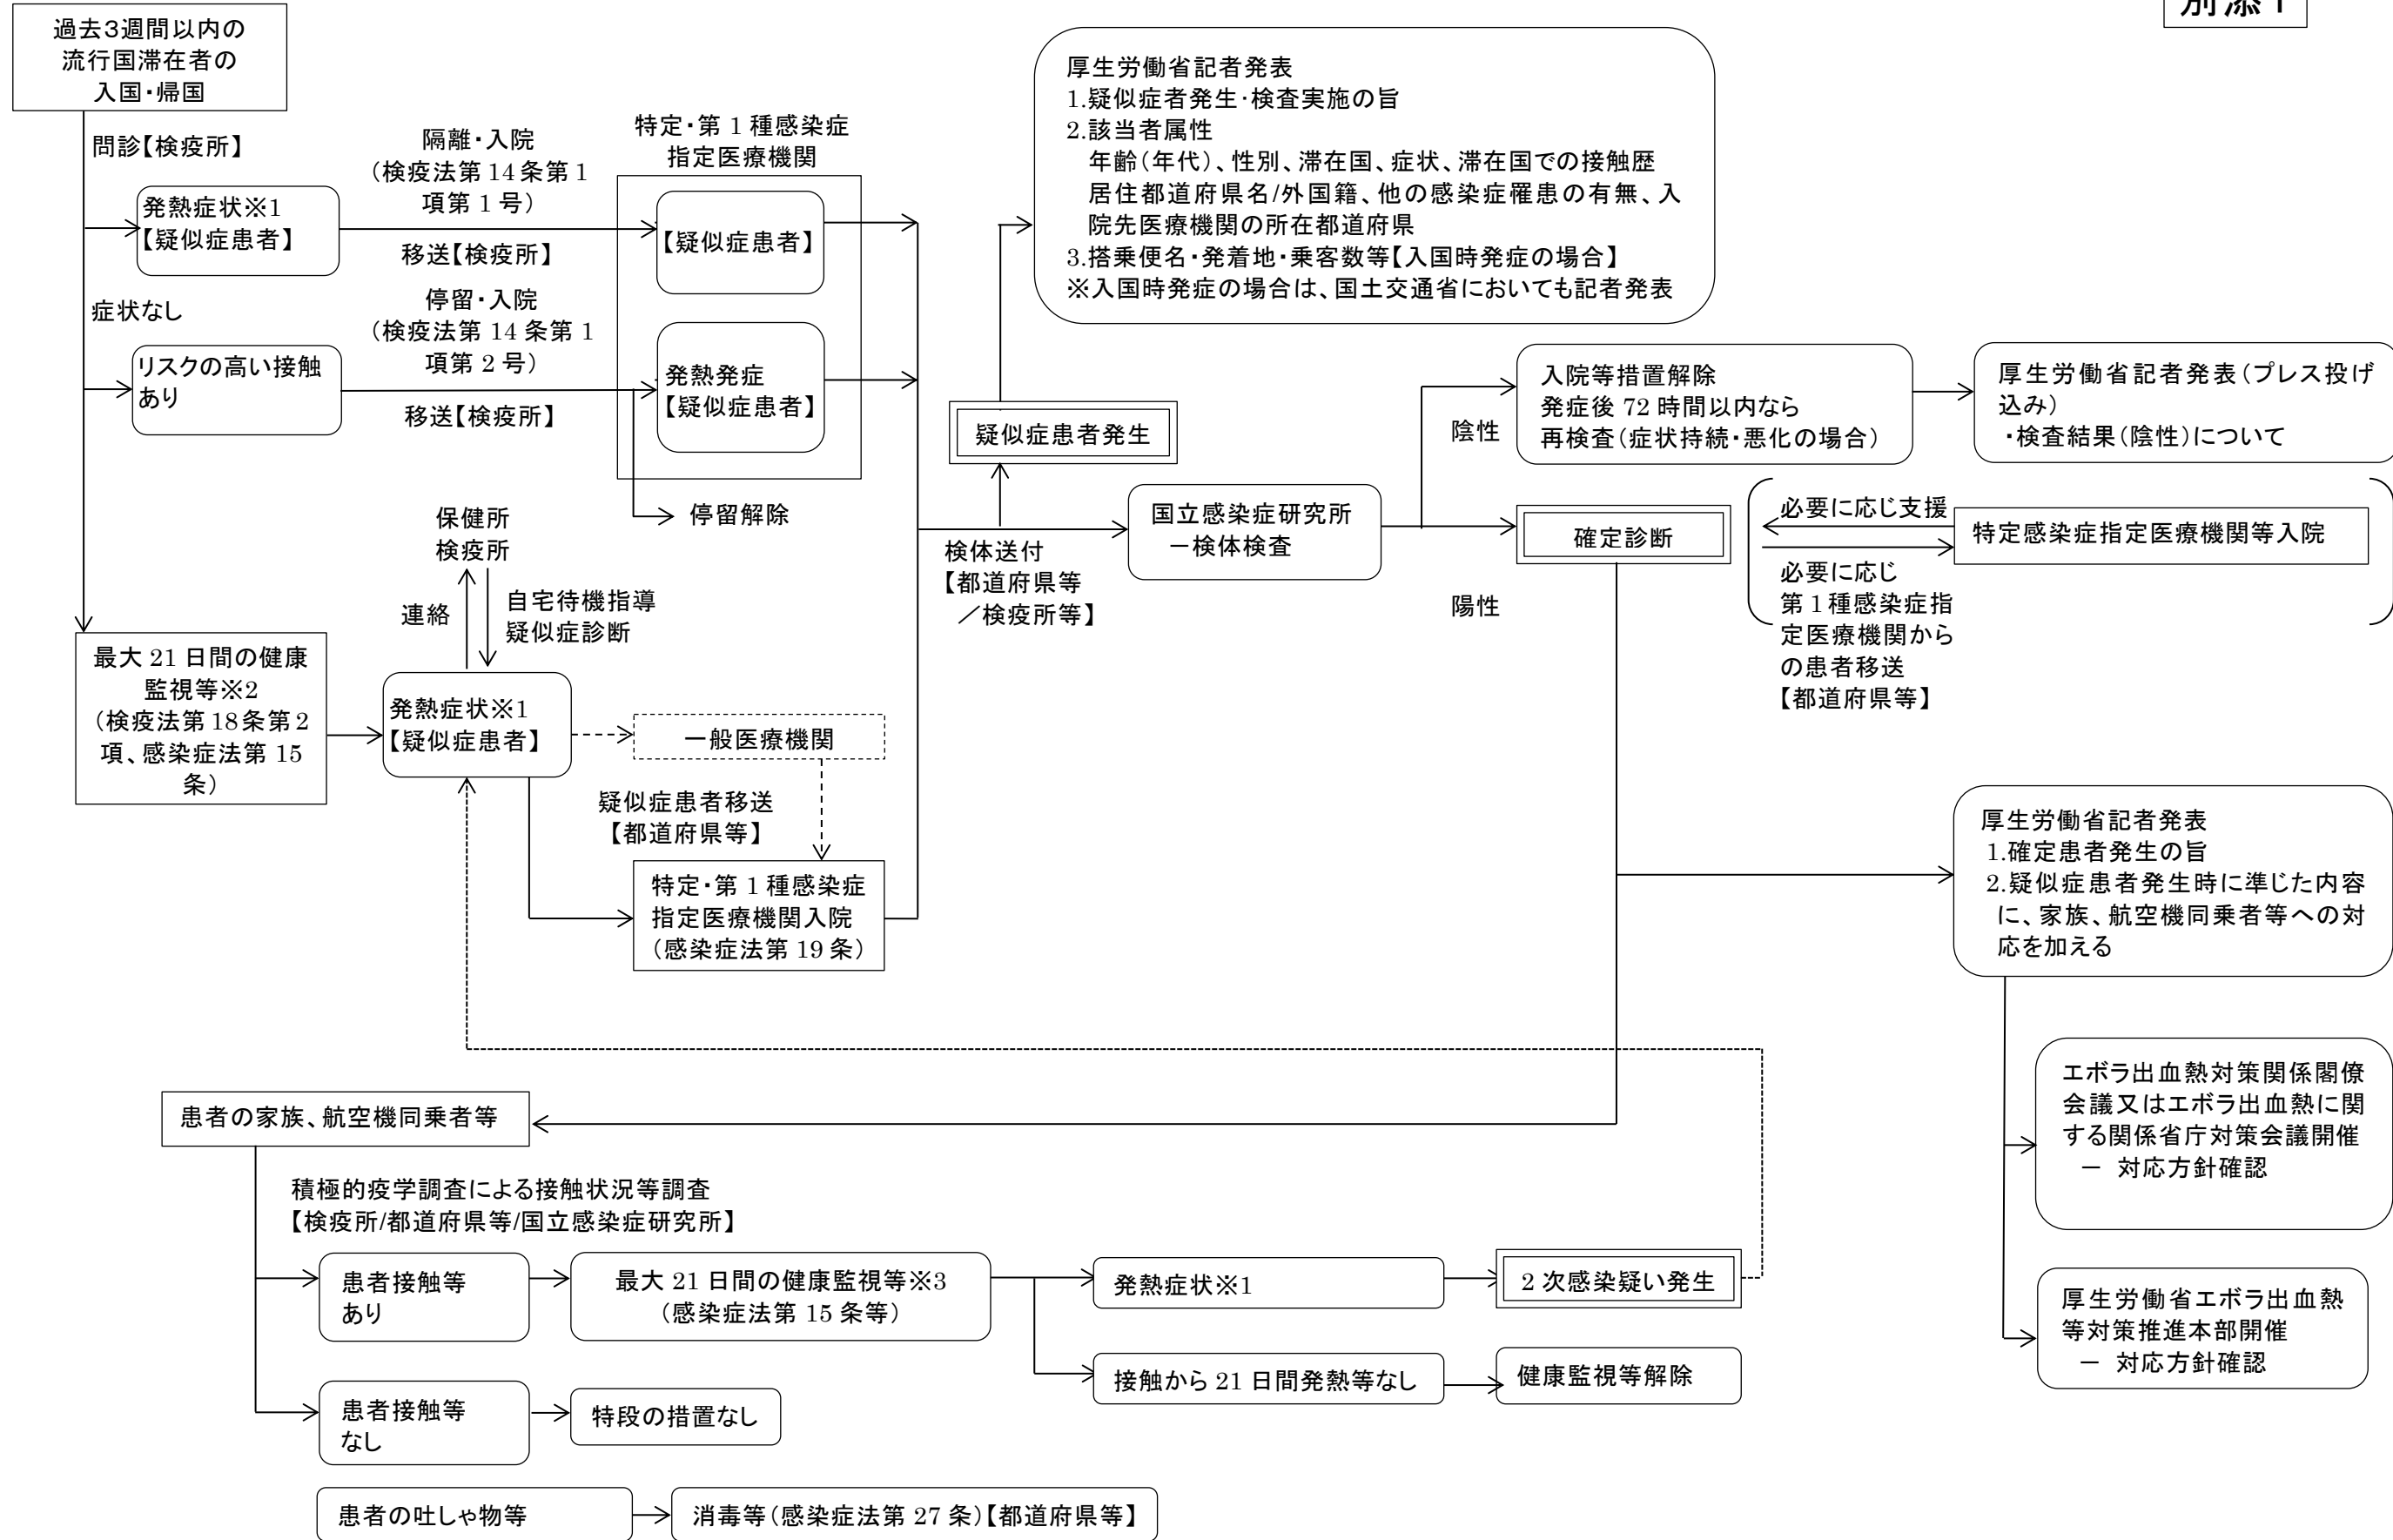 別添1
過去3週間以内の
流行国滞在者の
入国・帰国
問診【検疫所】
発熱症状※1
【疑似症患者】
隔離・入院
(検疫法第14条第1
項第1号)
移送【検疫所】
特定・第1種感染症
指定医療機関
【疑似症患者】
症状なし
リスクの高い接触
あり
停留・入院
(検疫法第14条第1
項第2号)
移送【検疫所】
発熱発症
【疑似症患者】
停留解除
厚生労働省記者発表
1.疑似症者発生・検査実施の旨
2.該当者属性
年齢(年代)、性別、滞在国、症状、滞在国での接触歴
居住都道府県名/外国籍、他の感染症罹患の有無、入
院先医療機関の所在都道府県
3.搭乗便名・発着地・乗客数等【入国時発症の場合】
※入国時発症の場合は、国土交通省においても記者発表
疑似症患者発生
検体送付
【都道府県等
／検疫所等】
国立感染症研究所
－検体検査
陰性
入院等措置解除
発症後72時間以内なら
再検査(症状持続・悪化の場合)
厚生労働省記者発表(プレス投げ
込み)
・検査結果(陰性)について
陽性
確定診断
必要に応じ支援
特定感染症指定医療機関等入院
必要に応じ
第1種感染症指
定医療機関から
の患者移送
【都道府県等】
保健所
検疫所
連絡
自宅待機指導
疑似症診断
最大21日間の健康
監視等※2
(検疫法第18条第2
項、感染症法第15
条)
発熱症状※1
【疑似症患者】
一般医療機関
疑似症患者移送
【都道府県等】
特定・第1種感染症
指定医療機関入院
(感染症法第19条)
厚生労働省記者発表
1.確定患者発生の旨
2.疑似症患者発生時に準じた内容
に、家族、航空機同乗者等への対
応を加える
エボラ出血熱対策関係閣僚
会議又はエボラ出血熱に関
する関係省庁対策会議開催
－ 対応方針確認
厚生労働省エボラ出血熱
等対策推進本部開催
－ 対応方針確認
患者の家族、航空機同乗者等
積極的疫学調査による接触状況等調査
【検疫所/都道府県等/国立感染症研究所】
患者接触等
あり
最大21日間の健康監視等※3
(感染症法第15条等)
発熱症状※1
2次感染疑い発生
接触から21日間発熱等なし
健康監視等解除
患者接触等
なし
特段の措置なし
患者の吐しゃ物等
消毒等(感染症法第27条)【都道府県等】